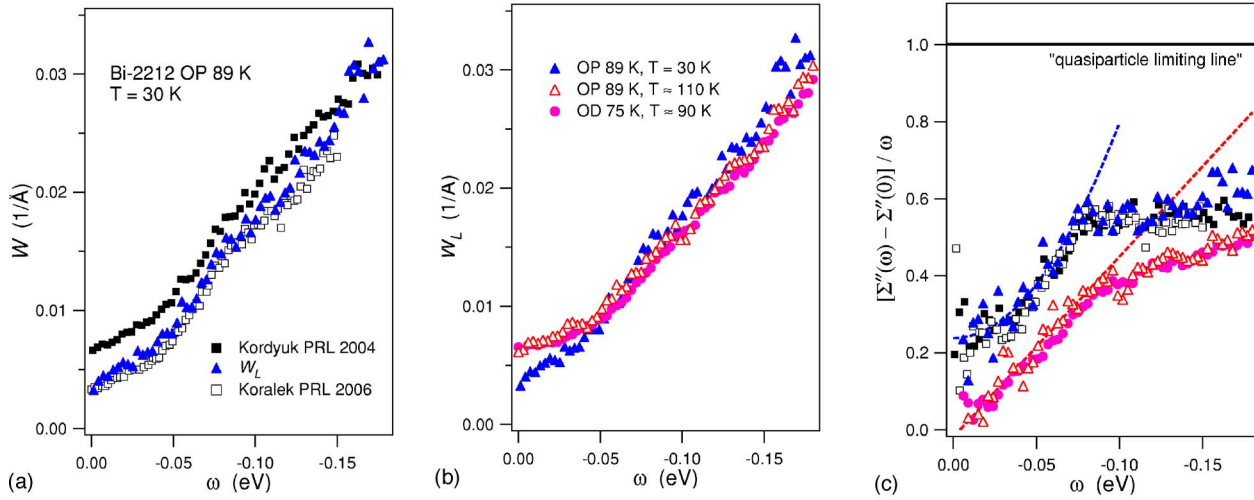 Bi-2212 OP 89 K
T = 30 K
0.03
0.02
0.01
0.00
W (1/Å)
Kordyuk PRL 2004
W_L
Koralek PRL 2006
0.00 -0.05 -0.10 -0.15
(a) ω (eV)
OP 89 K, T = 30 K
OP 89 K, T ≈ 110 K
OD 75 K, T ≈ 90 K
0.03
0.02
0.01
0.00
W_L (1/Å)
0.00 -0.05 -0.10 -0.15
(b) ω (eV)
1.0
"quasiparticle limiting line"
0.8
0.6
0.4
0.2
0.0
[Σ″(ω) − Σ″(0)] / ω
0.00 -0.05 -0.10 -0.15
(c) ω (eV)